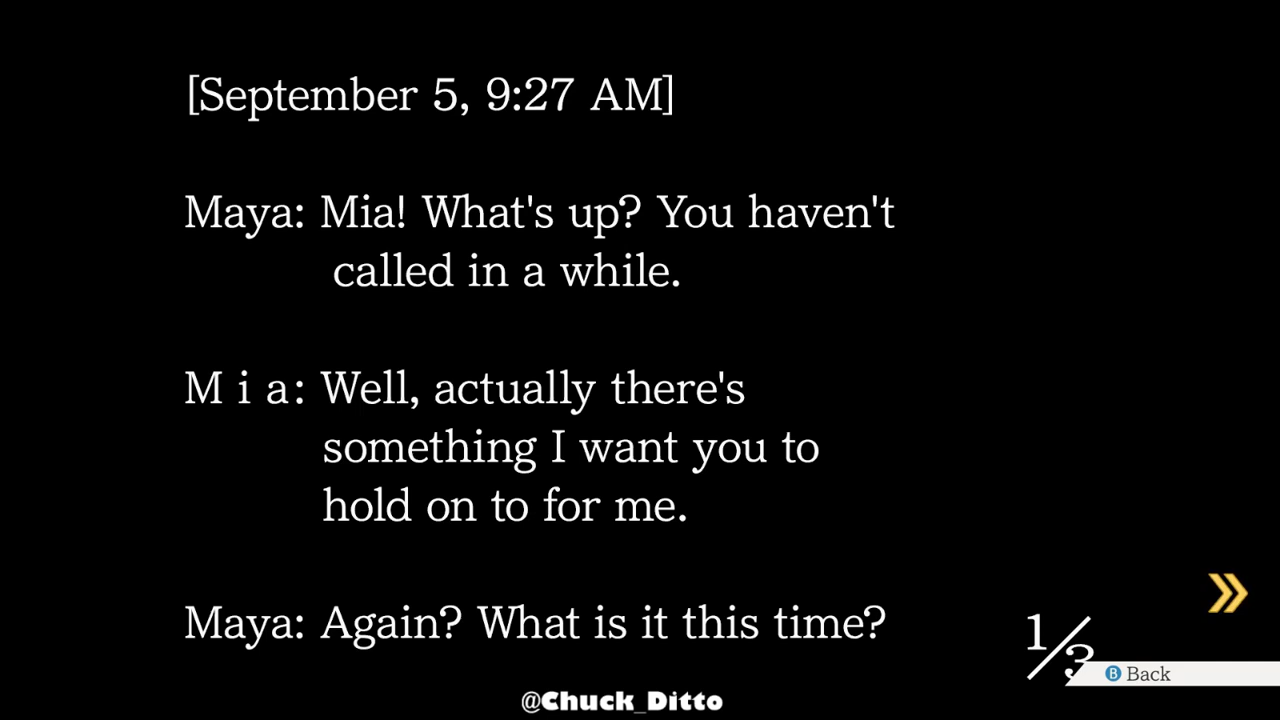 [September 5, 9:27 AM]
Maya: Mia! What's up? You haven't
called in a while.
M i a: Well, actually there's
something I want you to
hold on to for me.
Maya: Again? What is it this time?
1/3
B Back
@Chuck_Ditto